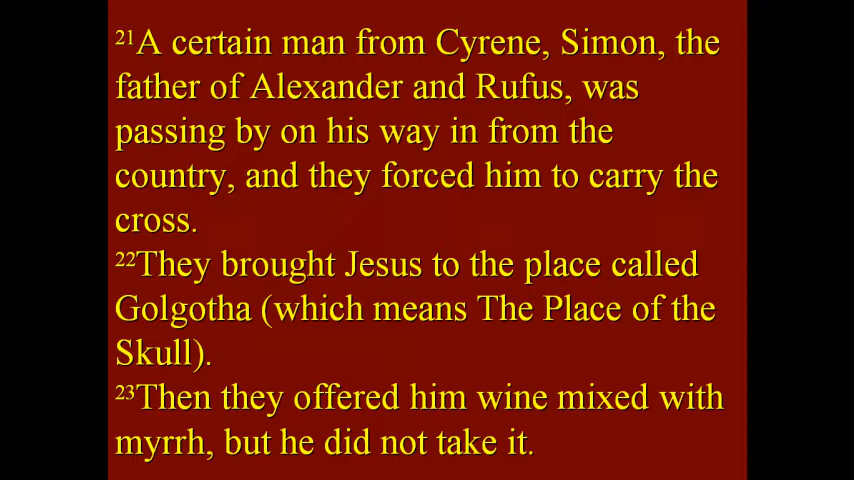 ²¹A certain man from Cyrene, Simon, the
father of Alexander and Rufus, was
passing by on his way in from the
country, and they forced him to carry the
cross.
²²They brought Jesus to the place called
Golgotha (which means The Place of the
Skull).
²³Then they offered him wine mixed with
myrrh, but he did not take it.